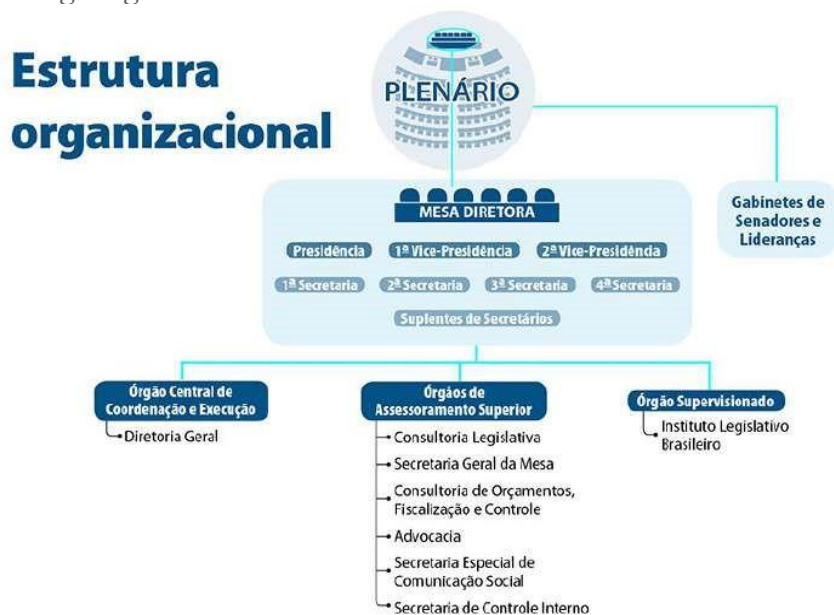 Estrutura
organizacional
PLENÁRIO
Gabinetes de
Senadores e
Lideranças
MESA DIRETORA
Presidência
1ª Vice-Presidência
2ª Vice-Presidência
1ª Secretaria
2ª Secretaria
3ª Secretaria
4ª Secretaria
Suplentes de Secretários
Órgão Central de
Coordenação e Execução
Diretoria Geral
Órgãos de
Assessoramento Superior
Consultoria Legislativa
Secretaria Geral da Mesa
Consultoria de Orçamentos,
Fiscalização e Controle
Advocacia
Secretaria Especial de
Comunicação Social
Secretaria de Controle Interno
Órgão Supervisionado
Instituto Legislativo
Brasileiro